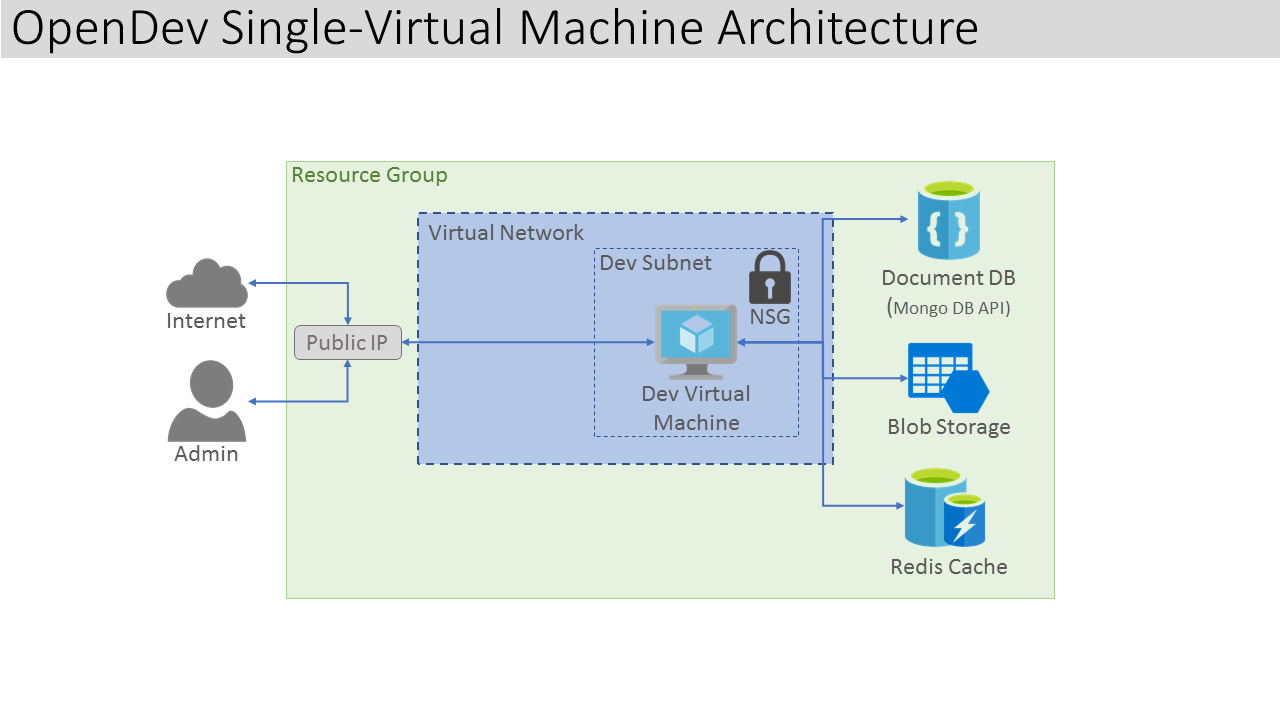 OpenDev Single-Virtual Machine Architecture
Resource Group
Virtual Network
Dev Subnet
NSG
Dev Virtual
Machine
Internet
Public IP
Admin
Document DB
(Mongo DB API)
Blob Storage
Redis Cache